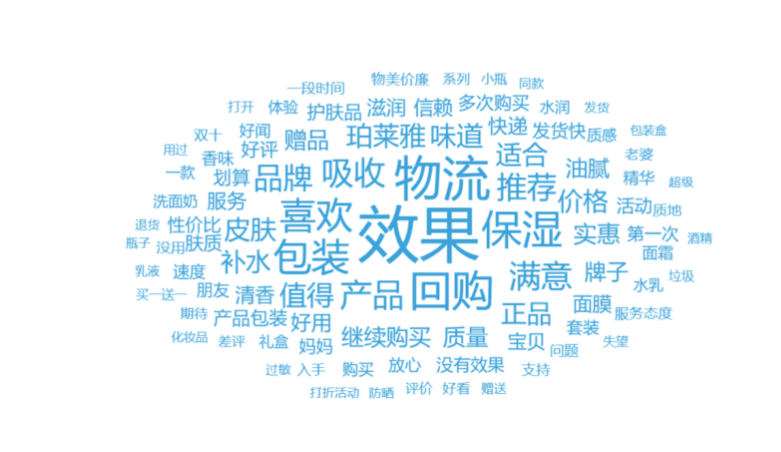 物美价廉 系列 小瓶 同款
一段时间
打开 体验 护肤品 滋润 信赖 多次购买 水润 发货
双十 好闻 赠品 珀莱雅 味道 快递 发货快 质感 包装盒
用过 香味 好评 适合 老婆
一款 划算 品牌 吸收 物流 推荐 油腻 精华 超级
洗面奶 服务 喜欢 价格 活动 质地
退货 性价比 皮肤 效果 保湿 实惠 第一次 酒精
瓶子 没用 肤质 包装 面霜
乳液 速度 补水 满意 牌子 水乳 垃圾
买一送一 朋友 清香 值得 产品 回购
期待 产品包装 好用 正品 面膜 服务态度
化妆品 差评 礼盒 妈妈 继续购买 质量 宝贝 套装 失望
问题
过敏 入手 购买 放心 没有效果 支持
打折活动 防晒 评价 好看 赠送